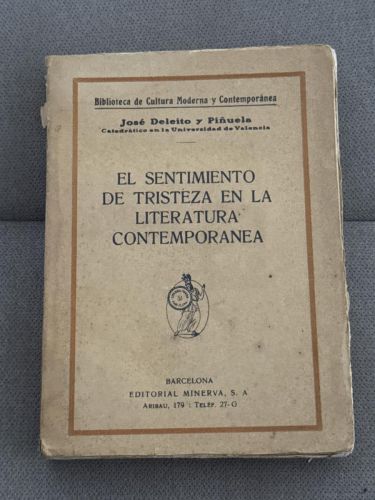 Biblioteca de Cultura Moderna y Contemporánea
José Deleito y Piñuela
Catedrático en la Universidad de Valencia
EL SENTIMIENTO
DE TRISTEZA EN LA
LITERATURA
CONTEMPORANEA
BARCELONA
EDITORIAL MINERVA, S. A
ARIBAU, 179 : TELÉF. 27-G